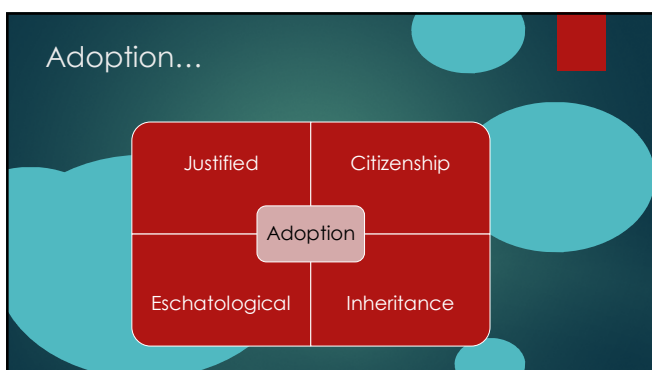 Adoption…
Justified
Citizenship
Adoption
Eschatological
Inheritance